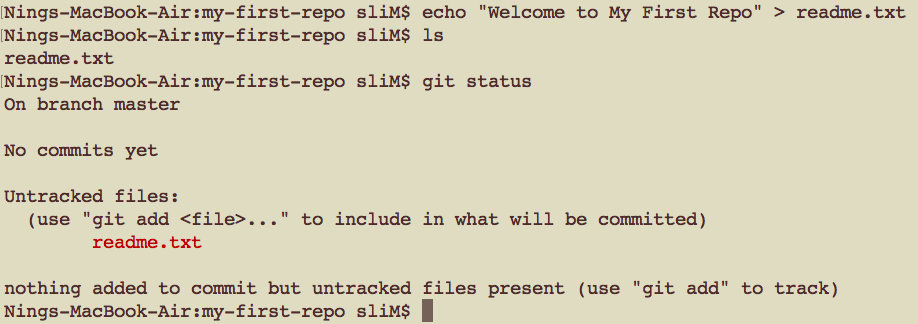 Nings-MacBook-Air:my-first-repo sliM$ echo "Welcome to My First Repo" > readme.txt
[Nings-MacBook-Air:my-first-repo sliM$ ls
readme.txt
[Nings-MacBook-Air:my-first-repo sliM$ git status
On branch master
No commits yet
Untracked files:
(use "git add <file>..." to include in what will be committed)
readme.txt
nothing added to commit but untracked files present (use "git add" to track)
Nings-MacBook-Air:my-first-repo sliM$